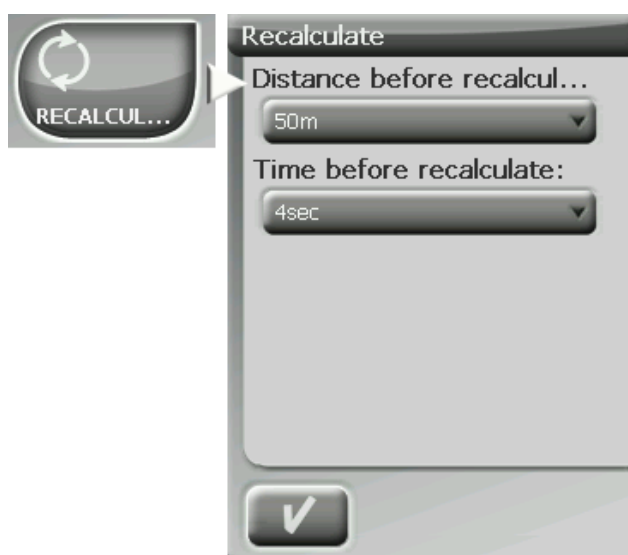 RECALCUL...
Recalculate
Distance before recalcul...
50m
Time before recalculate:
4sec